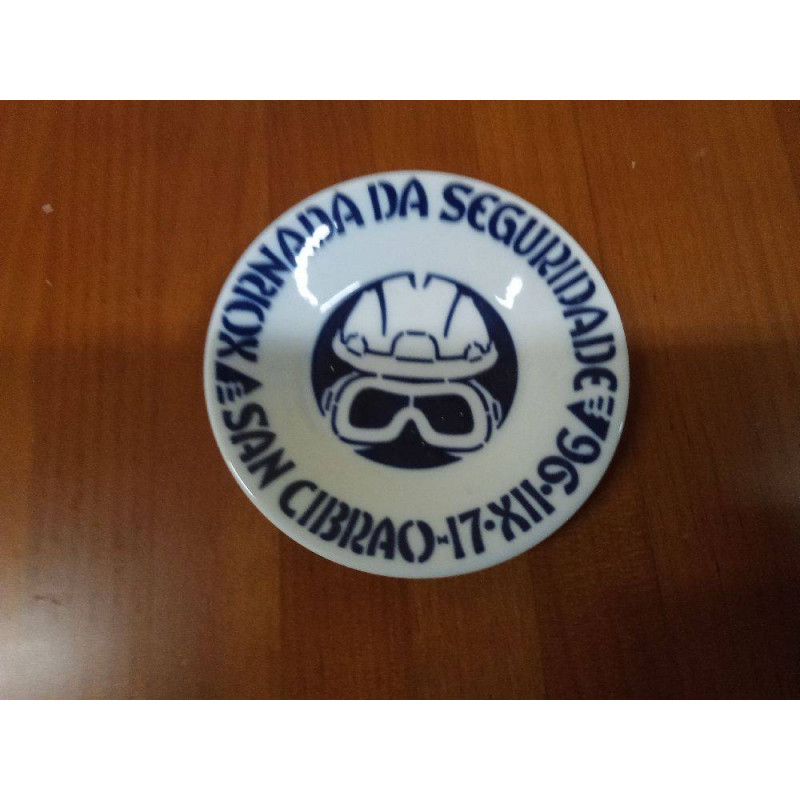 XORNADA DA SEGURIDADE
SAN CIBRAO-17·XII·96